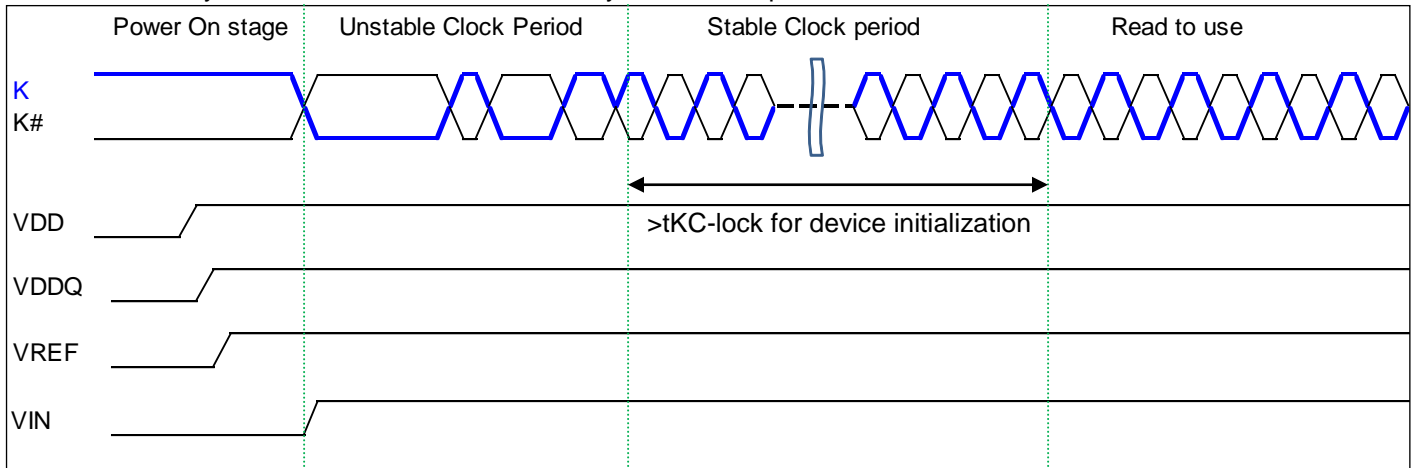 Power On stage Unstable Clock Period Stable Clock period Read to use
K
K#
>tKC-lock for device initialization
VDD
VDDQ
VREF
VIN